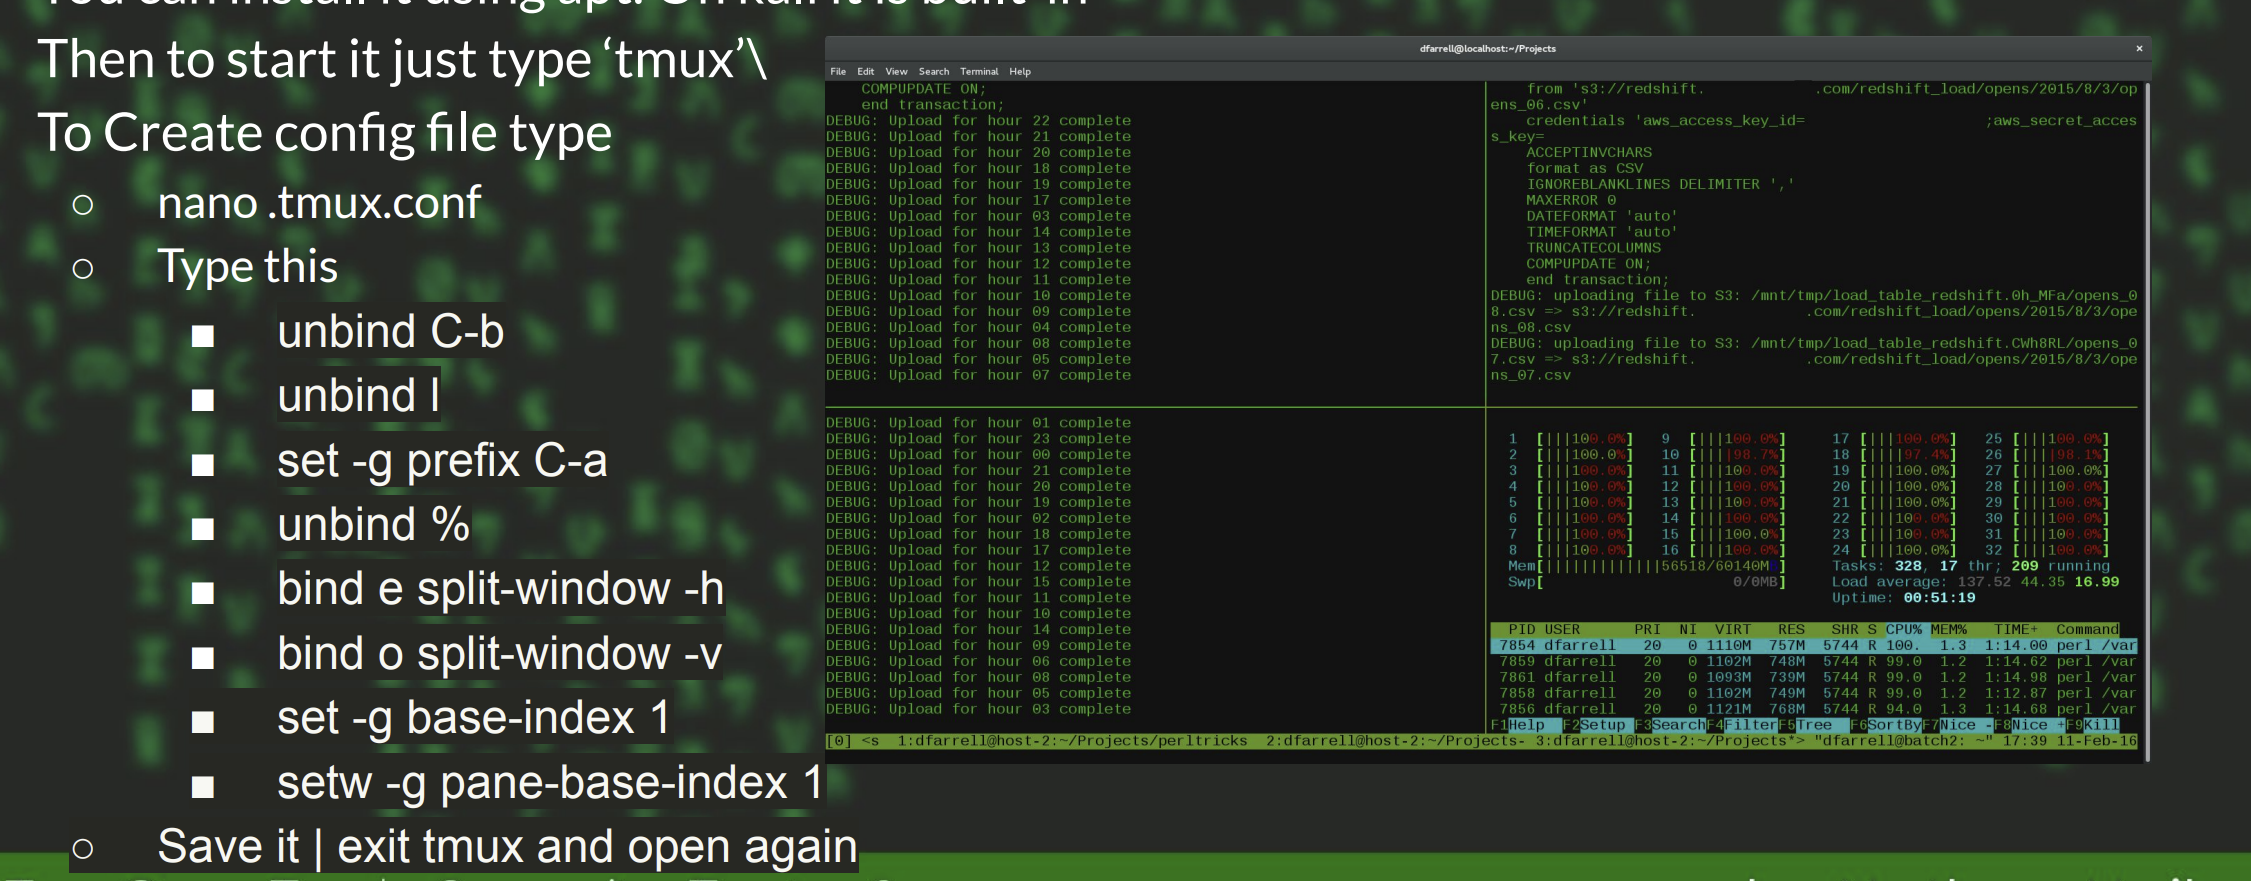 You can install it using apt. On kali it is built-in
Then to start it just type ‘tmux’\
To Create config file type
○ nano .tmux.conf
○ Type this
■ unbind C-b
■ unbind l
■ set -g prefix C-a
■ unbind %
■ bind e split-window -h
■ bind o split-window -v
■ set -g base-index 1
■ setw -g pane-base-index 1
○ Save it | exit tmux and open again
dfarrell@localhost:~/Projects
File Edit View Search Terminal Help
COMPUPDATE ON;
end transaction;
DEBUG: Upload for hour 22 complete
DEBUG: Upload for hour 21 complete
DEBUG: Upload for hour 20 complete
DEBUG: Upload for hour 18 complete
DEBUG: Upload for hour 19 complete
DEBUG: Upload for hour 17 complete
DEBUG: Upload for hour 03 complete
DEBUG: Upload for hour 14 complete
DEBUG: Upload for hour 13 complete
DEBUG: Upload for hour 12 complete
DEBUG: Upload for hour 11 complete
DEBUG: Upload for hour 10 complete
DEBUG: Upload for hour 09 complete
DEBUG: Upload for hour 04 complete
DEBUG: Upload for hour 08 complete
DEBUG: Upload for hour 05 complete
DEBUG: Upload for hour 07 complete
from 's3://redshift. .com/redshift_load/opens/2015/8/3/op
ens_06.csv'
credentials 'aws_access_key_id= ;aws_secret_acces
s_key=
ACCEPTINVCHARS
format as CSV
IGNOREBLANKLINES DELIMITER ','
MAXERROR 0
DATEFORMAT 'auto'
TIMEFORMAT 'auto'
TRUNCATECOLUMNS
COMPUPDATE ON;
end transaction;
DEBUG: uploading file to S3: /mnt/tmp/load_table_redshift.0h_MFa/opens_0
8.csv => s3://redshift. .com/redshift_load/opens/2015/8/3/ope
ns_08.csv
DEBUG: uploading file to S3: /mnt/tmp/load_table_redshift.CWh8RL/opens_0
7.csv => s3://redshift. .com/redshift_load/opens/2015/8/3/ope
ns_07.csv
DEBUG: Upload for hour 01 complete
DEBUG: Upload for hour 23 complete
DEBUG: Upload for hour 00 complete
DEBUG: Upload for hour 21 complete
DEBUG: Upload for hour 20 complete
DEBUG: Upload for hour 19 complete
DEBUG: Upload for hour 02 complete
DEBUG: Upload for hour 18 complete
DEBUG: Upload for hour 17 complete
DEBUG: Upload for hour 12 complete
DEBUG: Upload for hour 15 complete
DEBUG: Upload for hour 11 complete
DEBUG: Upload for hour 10 complete
DEBUG: Upload for hour 14 complete
DEBUG: Upload for hour 09 complete
DEBUG: Upload for hour 06 complete
DEBUG: Upload for hour 08 complete
DEBUG: Upload for hour 05 complete
DEBUG: Upload for hour 03 complete
1 [|||100.0%] 9 [|||100.0%] 17 [|||100.0%] 25 [|||100.0%]
2 [|||100.0%] 10 [||||98.7%] 18 [||||97.4%] 26 [||||98.1%]
3 [|||100.0%] 11 [|||100.0%] 19 [|||100.0%] 27 [|||100.0%]
4 [|||100.0%] 12 [|||100.0%] 20 [|||100.0%] 28 [|||100.0%]
5 [|||100.0%] 13 [|||100.0%] 21 [|||100.0%] 29 [|||100.0%]
6 [|||100.0%] 14 [|||100.0%] 22 [|||100.0%] 30 [|||100.0%]
7 [|||100.0%] 15 [|||100.0%] 23 [|||100.0%] 31 [|||100.0%]
8 [|||100.0%] 16 [|||100.0%] 24 [|||100.0%] 32 [|||100.0%]
Mem[|||||||||||||56518/60140MB] Tasks: 328, 17 thr; 209 running
Swp[ 0/0MB] Load average: 137.52 44.35 16.99
Uptime: 00:51:19
PID USER PRI NI VIRT RES SHR S CPU% MEM% TIME+ Command
7854 dfarrell 20 0 1110M 757M 5744 R 100. 1.3 1:14.00 perl /var
7859 dfarrell 20 0 1102M 748M 5744 R 99.0 1.2 1:14.62 perl /var
7861 dfarrell 20 0 1093M 739M 5744 R 99.0 1.2 1:14.98 perl /var
7858 dfarrell 20 0 1102M 749M 5744 R 99.0 1.2 1:12.87 perl /var
7856 dfarrell 20 0 1121M 768M 5744 R 94.0 1.3 1:14.68 perl /var
F1Help F2Setup F3SearchF4FilterF5Tree F6SortByF7Nice -F8Nice +F9Kill
[0] <s 1:dfarrell@host-2:~/Projects/perltricks 2:dfarrell@host-2:~/Projects- 3:dfarrell@host-2:~/Projects*> "dfarrell@batch2: ~" 17:39 11-Feb-16